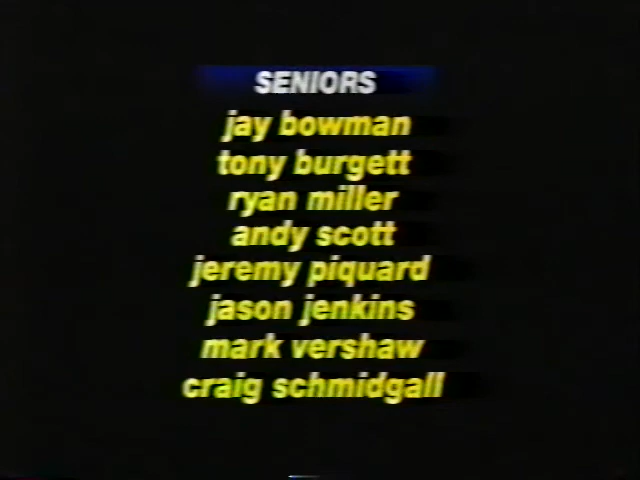 SENIORS
jay bowman
tony burgett
ryan miller
andy scott
jeremy piquard
jason jenkins
mark vershaw
craig schmidgall